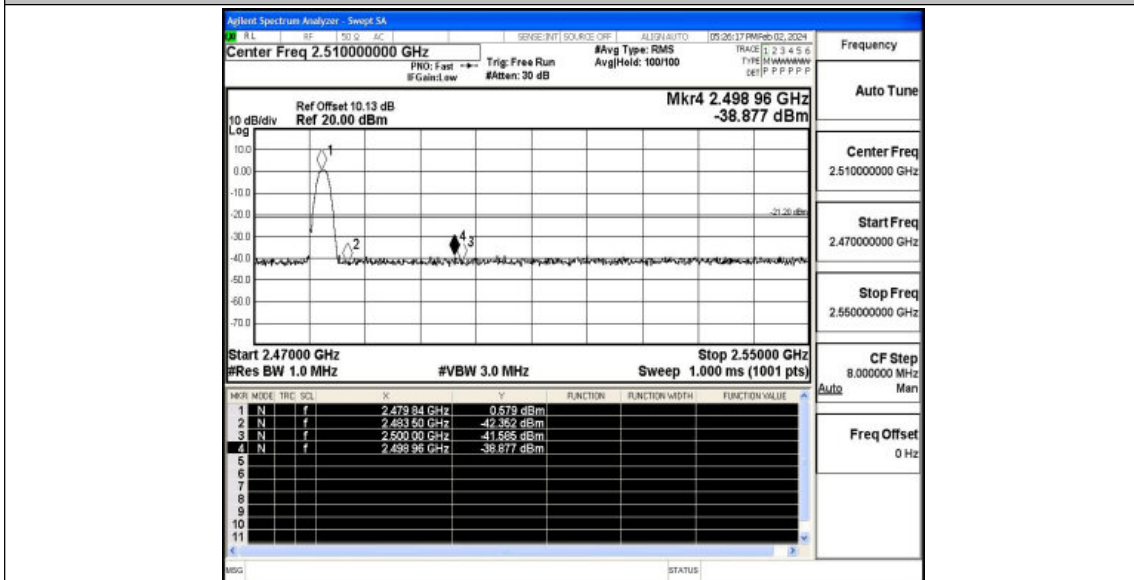 Agilent Spectrum Analyzer - Swept SA
RL RF 50 Ω AC SENSE:INT SOURCE OFF ALIGN AUTO 05:26:17 PM Feb 02, 2024
Center Freq 2.510000000 GHz
PNO: Fast
IFGain:Low
Trig: Free Run
#Atten: 30 dB
#Avg Type: RMS
Avg|Hold: 100/100
TRACE 1 2 3 4 5 6
TYPE M W W W W W
DET P P P P P P
Mkr4 2.498 96 GHz
-38.877 dBm
Ref Offset 10.13 dB
10 dB/div Ref 20.00 dBm
Log
10.0
0.00
-10.0
-20.0
-30.0
-40.0
-50.0
-60.0
-70.0
1
2
4
3
-21.20 dBm
Start 2.47000 GHz Stop 2.55000 GHz
#Res BW 1.0 MHz #VBW 3.0 MHz Sweep 1.000 ms (1001 pts)
MKR MODE TRC SCL X Y FUNCTION FUNCTION WIDTH FUNCTION VALUE
1 N f 2.479 84 GHz 0.579 dBm
2 N f 2.483 50 GHz -42.362 dBm
3 N f 2.500 00 GHz -41.585 dBm
4 N f 2.498 96 GHz -38.877 dBm
5
6
7
8
9
10
11
MSG STATUS
Frequency
Auto Tune
Center Freq
2.510000000 GHz
Start Freq
2.470000000 GHz
Stop Freq
2.550000000 GHz
CF Step
8.000000 MHz
Auto Man
Freq Offset
0 Hz